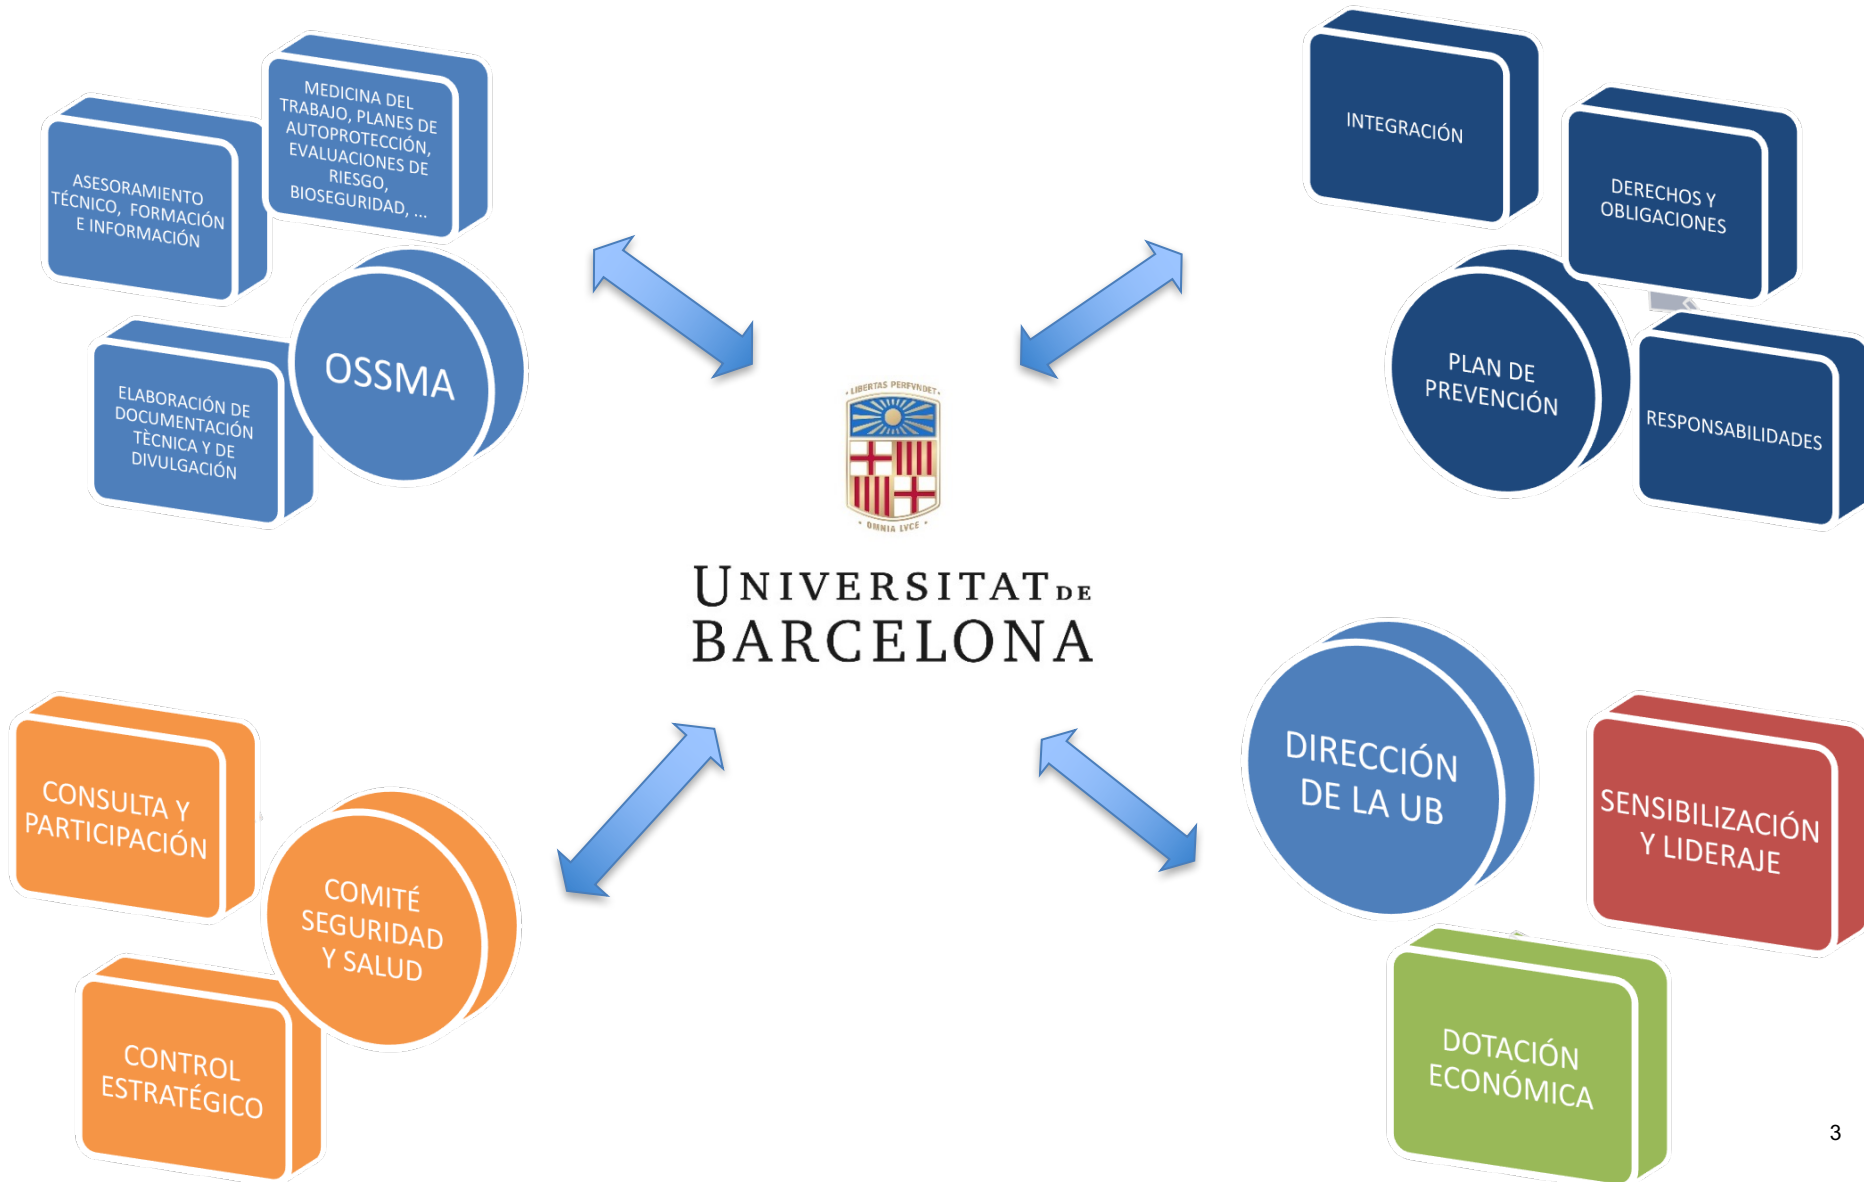 MEDICINA DEL
TRABAJO, PLANES DE
AUTOPROTECCIÓN,
EVALUACIONES DE
RIESGO,
BIOSEGURIDAD, ...
ASESORAMIENTO
TÉCNICO, FORMACIÓN
E INFORMACIÓN
OSSMA
ELABORACIÓN DE
DOCUMENTACIÓN
TÈCNICA Y DE
DIVULGACIÓN
INTEGRACIÓN
DERECHOS Y
OBLIGACIONES
PLAN DE
PREVENCIÓN
RESPONSABILIDADES
· LIBERTAS PERFVNDET ·
· OMNIA LVCE ·
UNIVERSITAT DE
BARCELONA
CONSULTA Y
PARTICIPACIÓN
COMITÉ
SEGURIDAD
Y SALUD
CONTROL
ESTRATÉGICO
DIRECCIÓN
DE LA UB
SENSIBILIZACIÓN
Y LIDERAJE
DOTACIÓN
ECONÓMICA
3